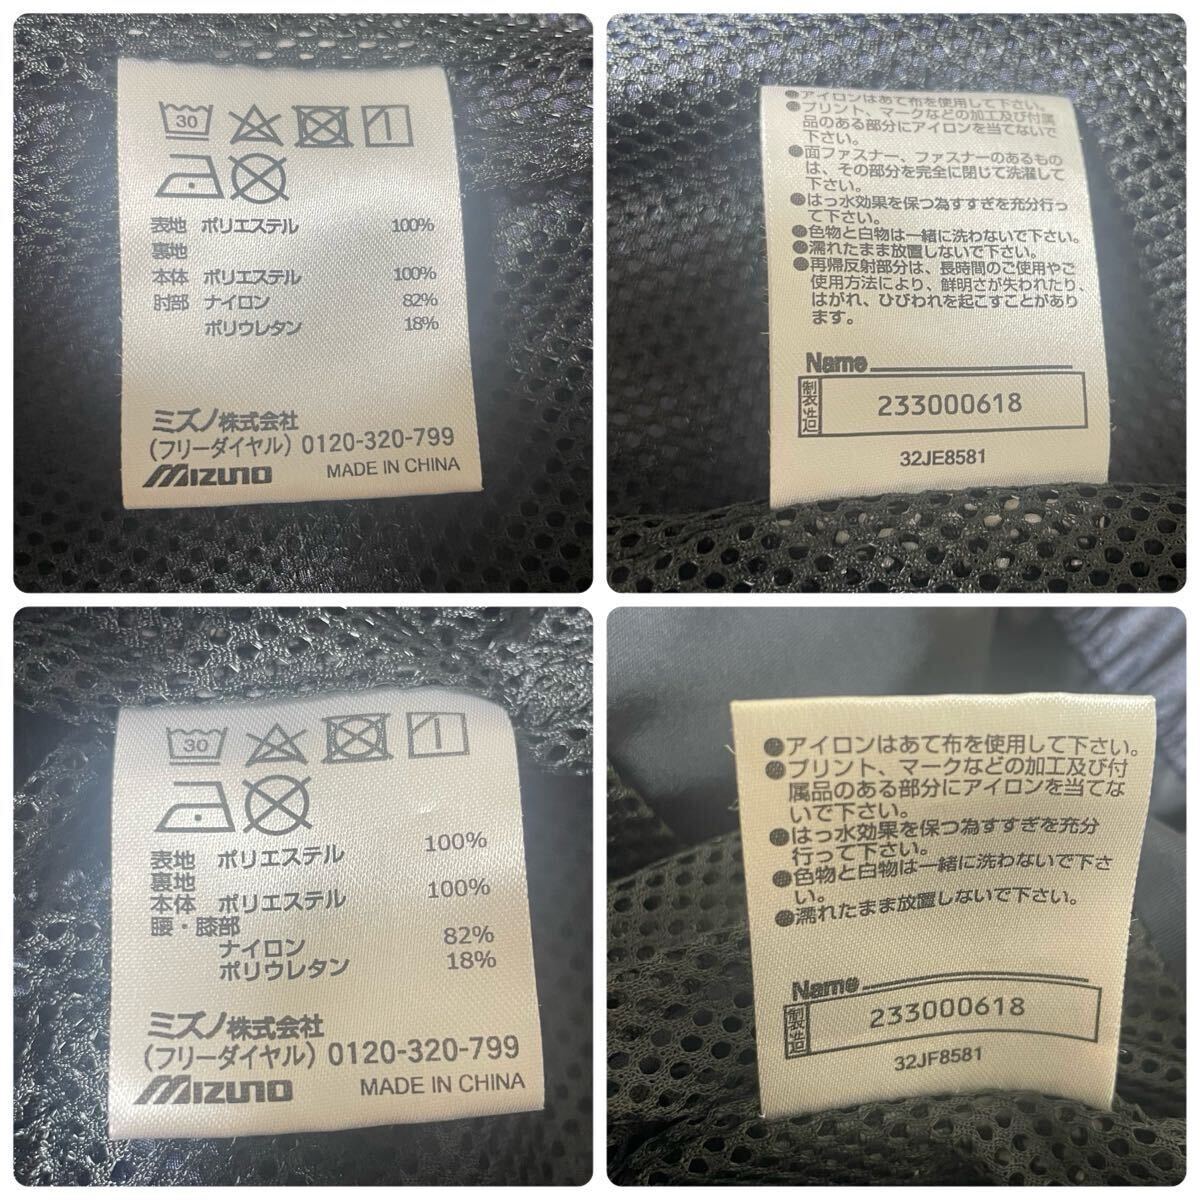 30
表地 ポリエステル 100%
裏地
本体 ポリエステル 100%
肘部 ナイロン 82%
ポリウレタン 18%
ミズノ株式会社
(フリーダイヤル) 0120-320-799
MIZUNO MADE IN CHINA
●アイロンはあて布を使用して下さい。
●プリント、マークなどの加工及び付属
品のある部分にアイロンを当てないで
下さい。
●面ファスナー、ファスナーのあるもの
は、その部分を完全に閉じて洗濯して
下さい。
●はっ水効果を保つ為すすぎを充分行っ
て下さい。
●色物と白物は一緒に洗わないで下さい。
●濡れたまま放置しないで下さい。
●再帰反射部分は、長時間のご使用やご
使用方法により、鮮明さが失われたり、
はがれ、ひびわれを起こすことがあり
ます。
Name
製造 233000618
32JE8581
30
表地 ポリエステル 100%
裏地
本体 ポリエステル 100%
腰・膝部
ナイロン 82%
ポリウレタン 18%
ミズノ株式会社
(フリーダイヤル) 0120-320-799
MIZUNO MADE IN CHINA
●アイロンはあて布を使用して下さい。
●プリント、マークなどの加工及び付
属品のある部分にアイロンを当てな
いで下さい。
●はっ水効果を保つ為すすぎを充分
行って下さい。
●色物と白物は一緒に洗わないで下さ
い。
●濡れたまま放置しないで下さい。
Name
製造 233000618
32JF8581